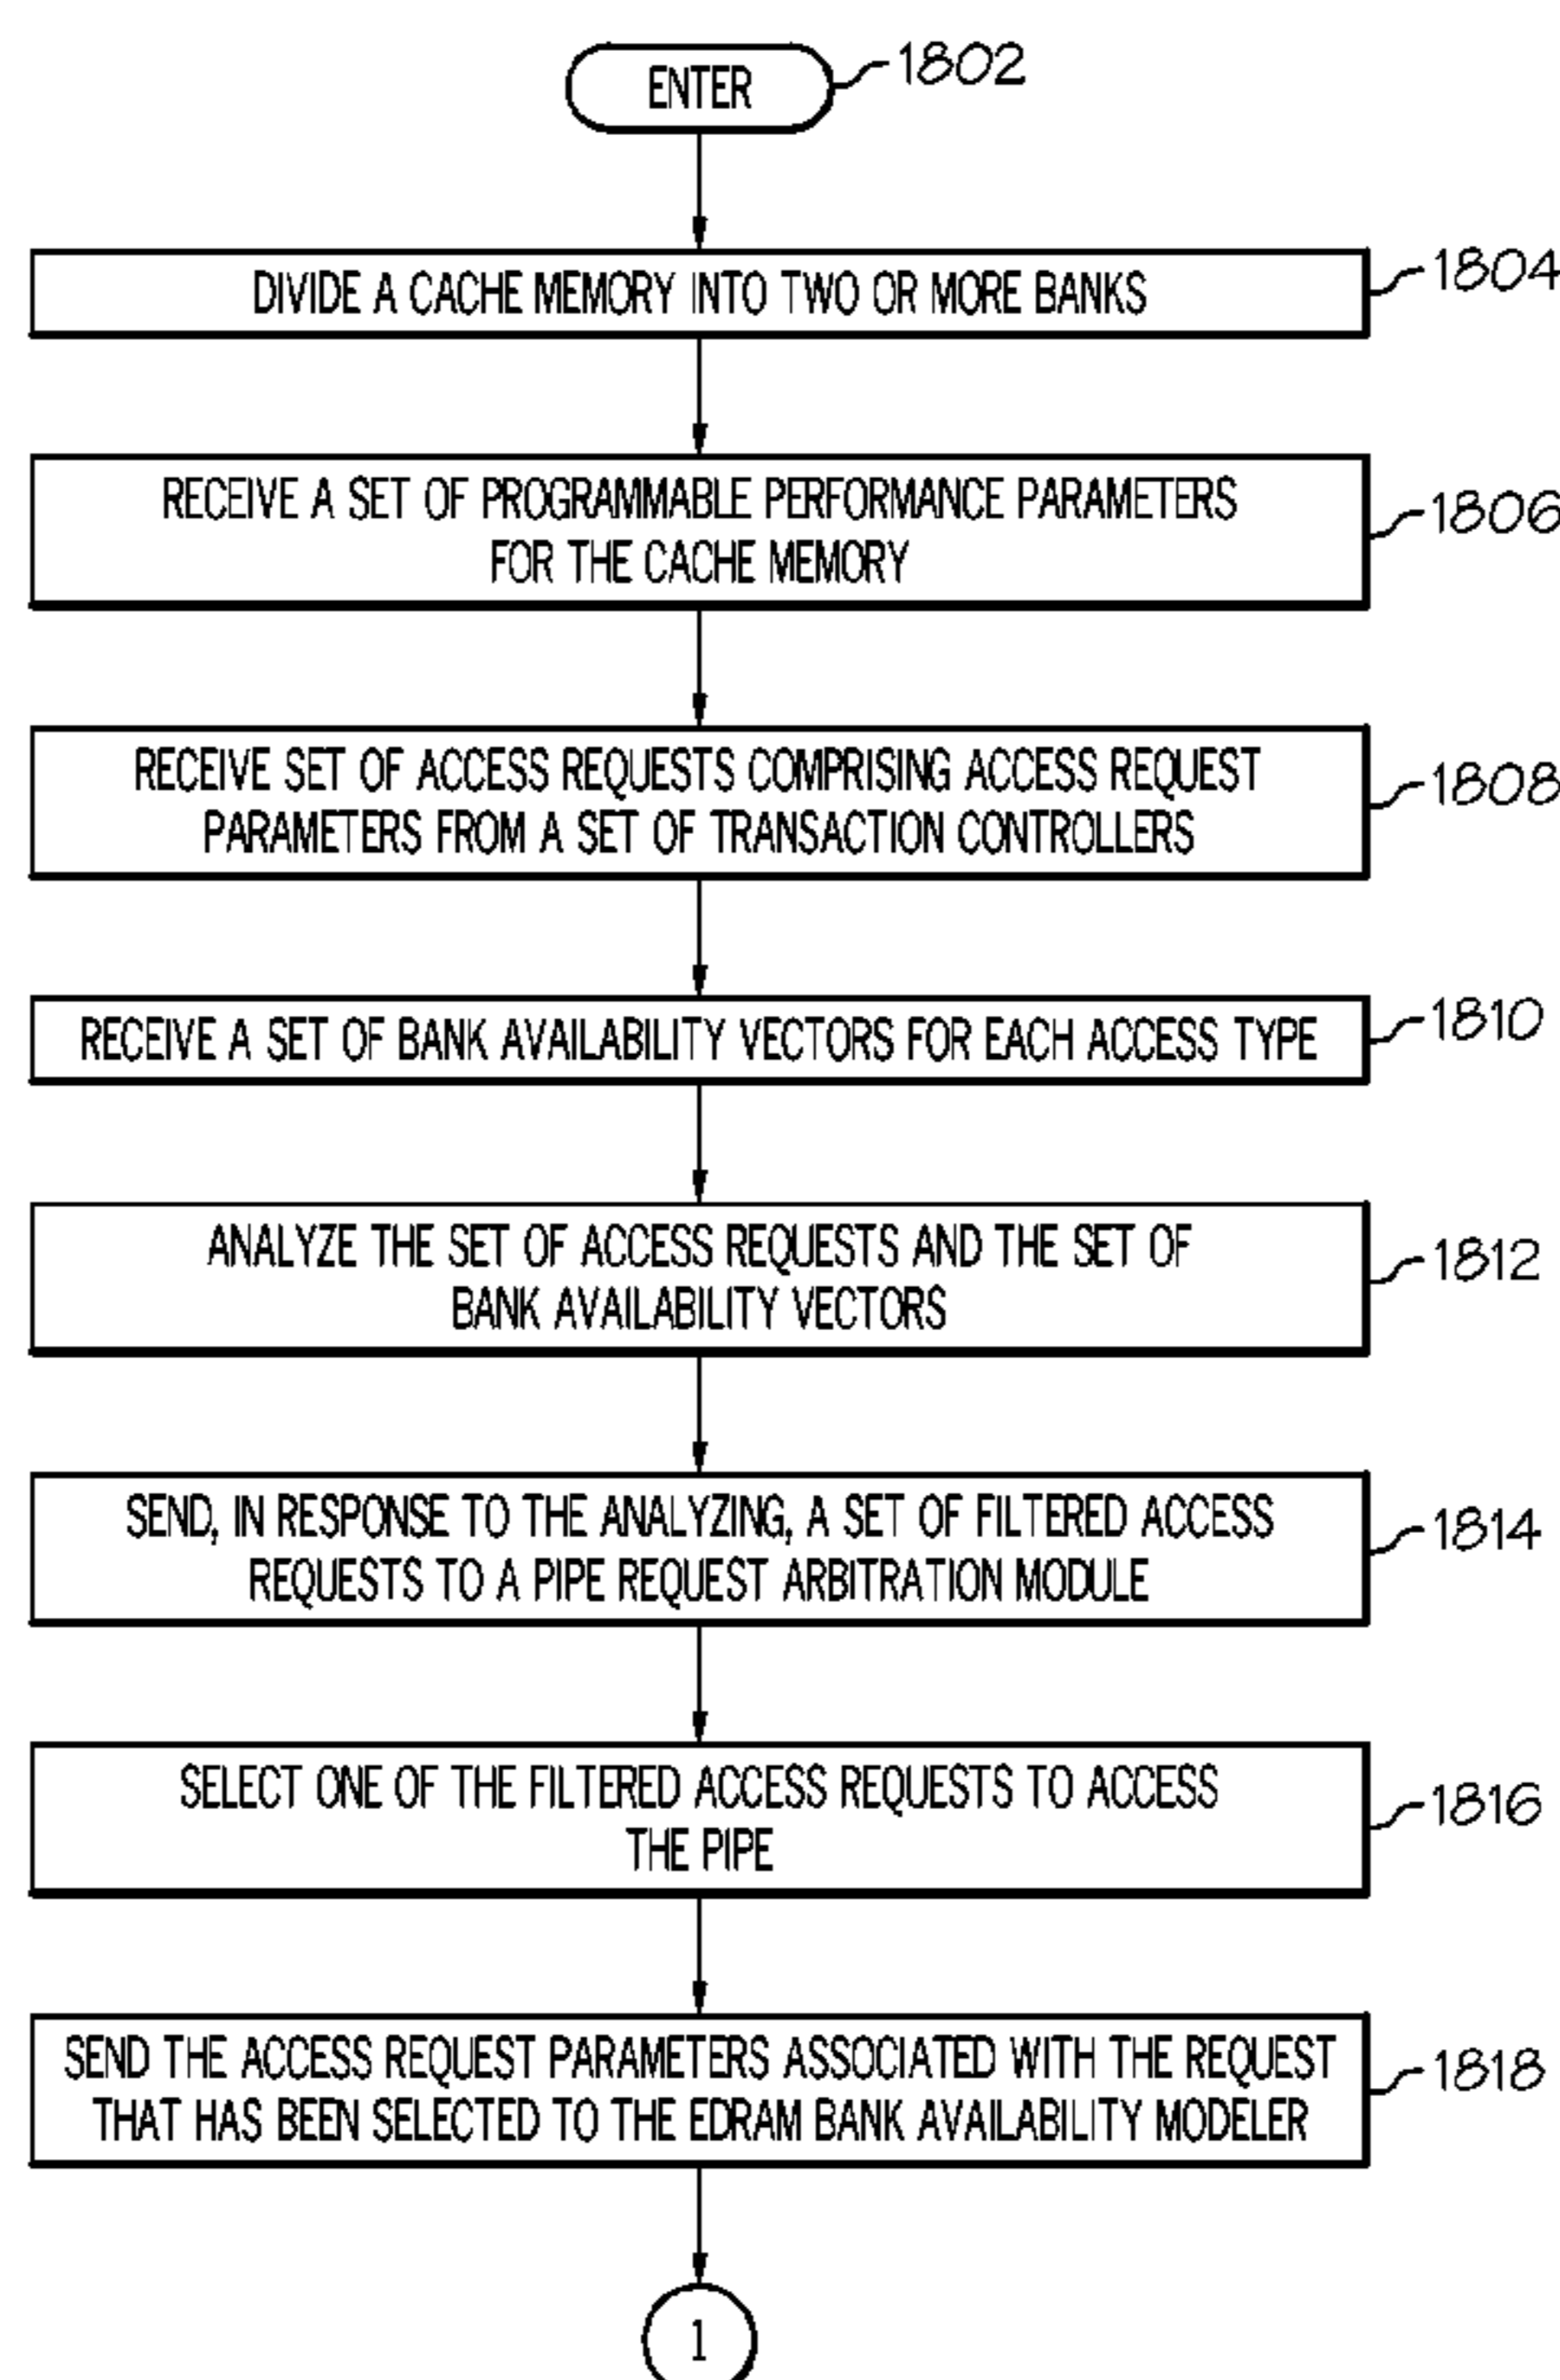 ENTER
1802
DIVIDE A CACHE MEMORY INTO TWO OR MORE BANKS
1804
RECEIVE A SET OF PROGRAMMABLE PERFORMANCE PARAMETERS
FOR THE CACHE MEMORY
1806
RECEIVE SET OF ACCESS REQUESTS COMPRISING ACCESS REQUEST
PARAMETERS FROM A SET OF TRANSACTION CONTROLLERS
1808
RECEIVE A SET OF BANK AVAILABILITY VECTORS FOR EACH ACCESS TYPE
1810
ANALYZE THE SET OF ACCESS REQUESTS AND THE SET OF
BANK AVAILABILITY VECTORS
1812
SEND, IN RESPONSE TO THE ANALYZING, A SET OF FILTERED ACCESS
REQUESTS TO A PIPE REQUEST ARBITRATION MODULE
1814
SELECT ONE OF THE FILTERED ACCESS REQUESTS TO ACCESS
THE PIPE
1816
SEND THE ACCESS REQUEST PARAMETERS ASSOCIATED WITH THE REQUEST
THAT HAS BEEN SELECTED TO THE EDRAM BANK AVAILABILITY MODELER
1818
1